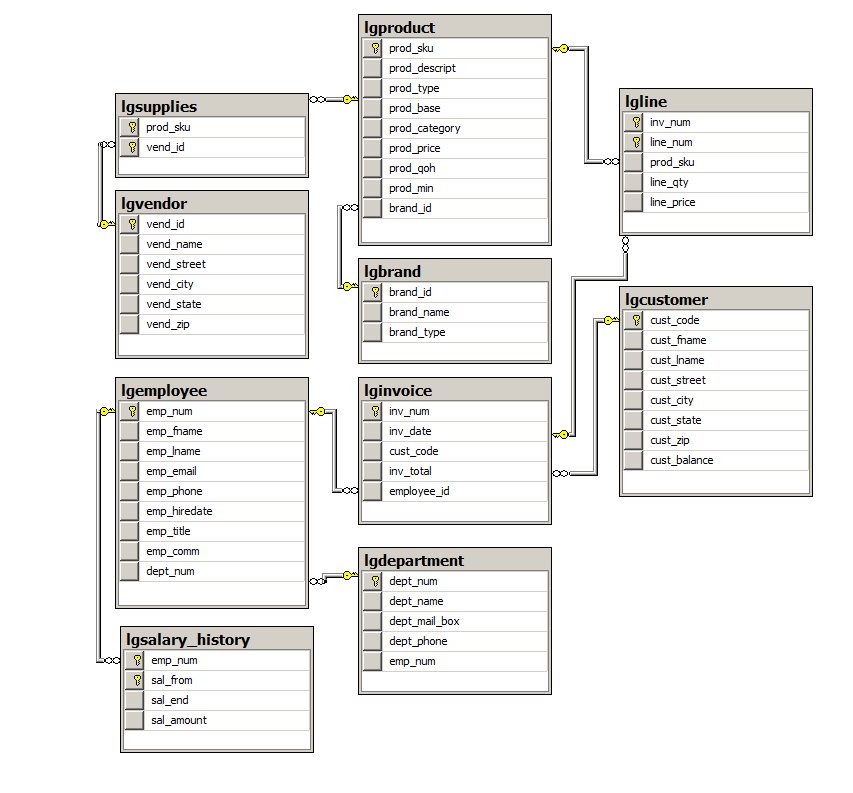 lgproduct
prod_sku
prod_descript
prod_type
prod_base
prod_category
prod_price
prod_qoh
prod_min
brand_id
lgsupplies
prod_sku
vend_id
lgline
inv_num
line_num
prod_sku
line_qty
line_price
lgvendor
vend_id
vend_name
vend_street
vend_city
vend_state
vend_zip
lgbrand
brand_id
brand_name
brand_type
lgcustomer
cust_code
cust_fname
cust_lname
cust_street
cust_city
cust_state
cust_zip
cust_balance
lgemployee
emp_num
emp_fname
emp_lname
emp_email
emp_phone
emp_hiredate
emp_title
emp_comm
dept_num
lginvoice
inv_num
inv_date
cust_code
inv_total
employee_id
lgdepartment
dept_num
dept_name
dept_mail_box
dept_phone
emp_num
lgsalary_history
emp_num
sal_from
sal_end
sal_amount